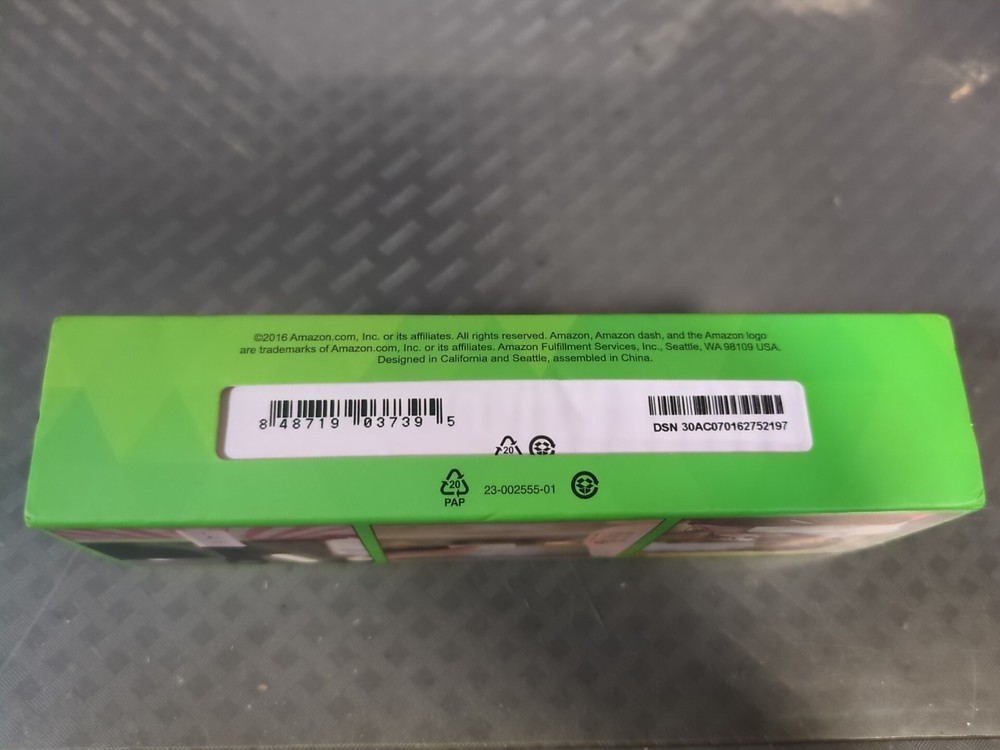 ©2016 Amazon.com, Inc. or its affiliates. All rights reserved. Amazon, Amazon dash, and the Amazon logo
are trademarks of Amazon.com, Inc. or its affiliates. Amazon Fulfillment Services, Inc., Seattle, WA 98109 USA.
Designed in California and Seattle, assembled in China.
8 48719 03739 5
DSN 30AC070162752197
20
20
PAP
23-002555-01